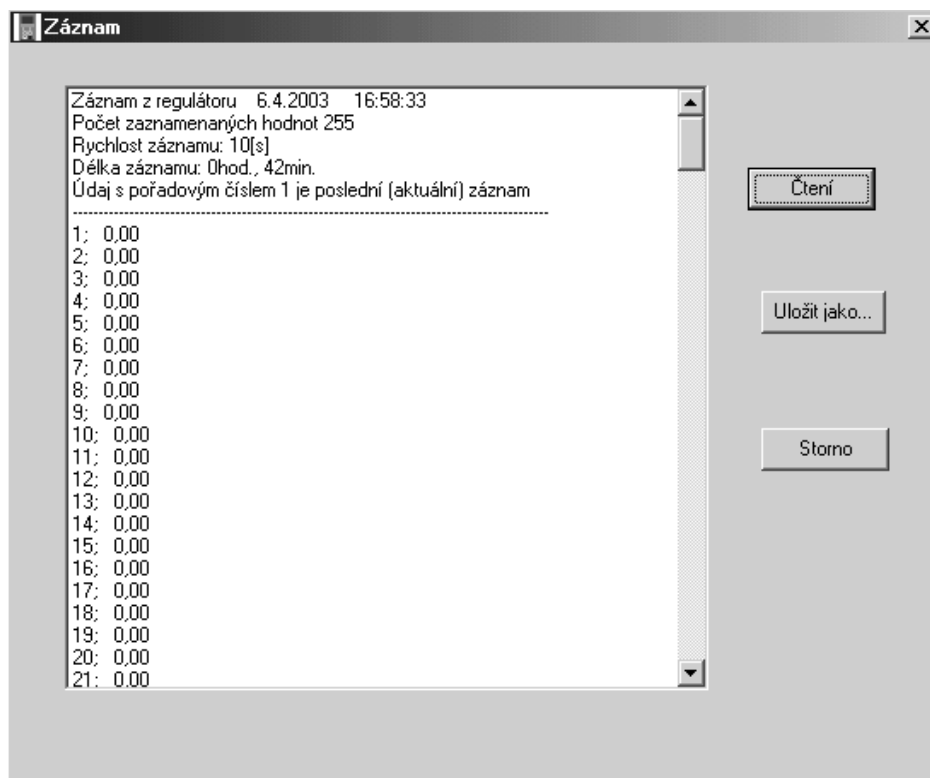 Záznam
Záznam z regulátoru 6.4.2003 16:58:33
Počet zaznamenaných hodnot 255
Rychlost záznamu: 10[s]
Délka záznamu: 0hod., 42min.
Údaj s pořadovým číslem 1 je poslední (aktuální) záznam
--------------------------------------------------------------------------------------
1; 0,00
2; 0,00
3; 0,00
4; 0,00
5; 0,00
6; 0,00
7; 0,00
8; 0,00
9; 0,00
10; 0,00
11; 0,00
12; 0,00
13; 0,00
14; 0,00
15; 0,00
16; 0,00
17; 0,00
18; 0,00
19; 0,00
20; 0,00
21; 0,00
Čtení
Uložit jako...
Storno